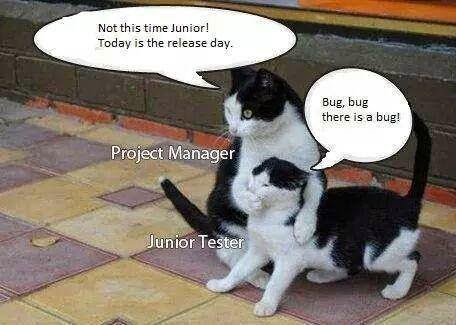 Not this time Junior!
Today is the release day.
Bug, bug
there is a bug!
Project Manager
Junior Tester